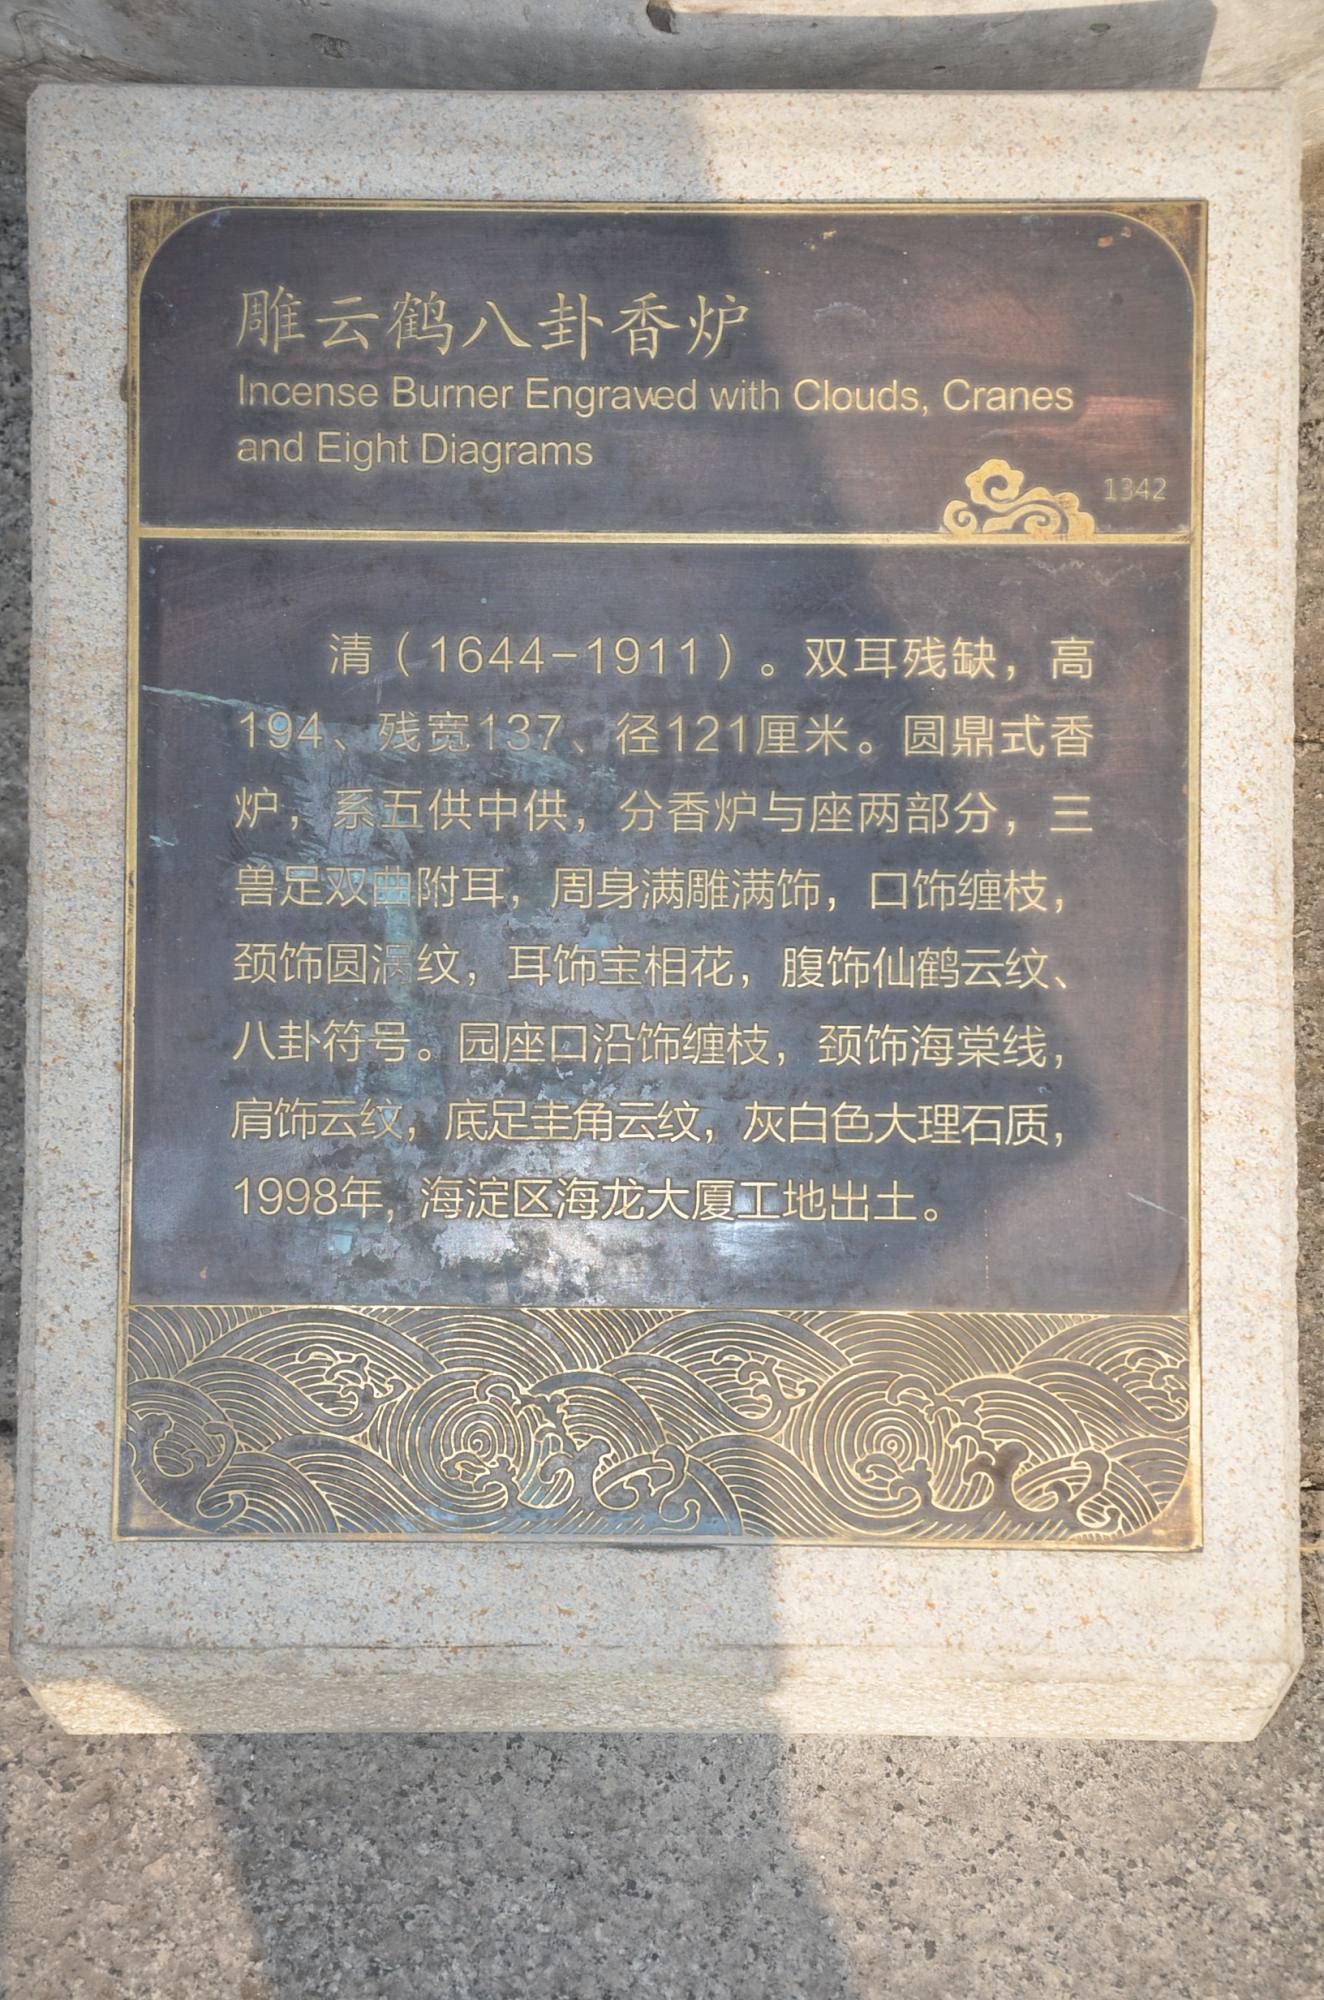 雕云鹤八卦香炉
Incense Burner Engraved with Clouds, Cranes
and Eight Diagrams
1342
清（1644-1911）。双耳残缺，高
194、残宽137、径121厘米。圆鼎式香
炉，系五供中供，分香炉与座两部分，三
兽足双曲附耳，周身满雕满饰，口饰缠枝，
颈饰圆涡纹，耳饰宝相花，腹饰仙鹤云纹、
八卦符号。园座口沿饰缠枝，颈饰海棠线，
肩饰云纹，底足圭角云纹，灰白色大理石质，
1998年，海淀区海龙大厦工地出土。